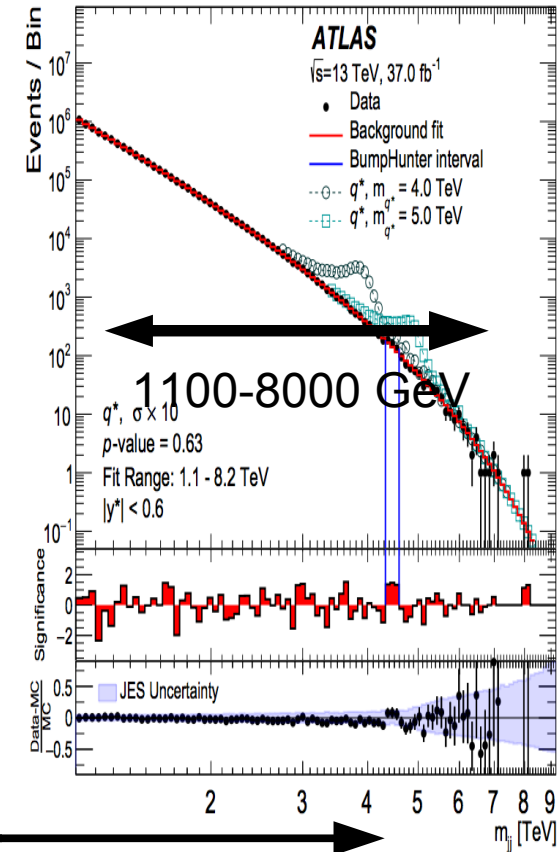 Events / Bin
10⁷
10⁶
10⁵
10⁴
10³
10²
10
1
10⁻¹
ATLAS
√s=13 TeV, 37.0 fb⁻¹
Data
Background fit
BumpHunter interval
q*, m_q* = 4.0 TeV
q*, m_q* = 5.0 TeV
1100-8000 GeV
q*, σ × 10
p-value = 0.63
Fit Range: 1.1 - 8.2 TeV
|y*| < 0.6
Significance
2
0
−2
Data-MC
MC
0.5
0
−0.5
JES Uncertainty
2 3 4 5 6 7 8 9
m_jj [TeV]